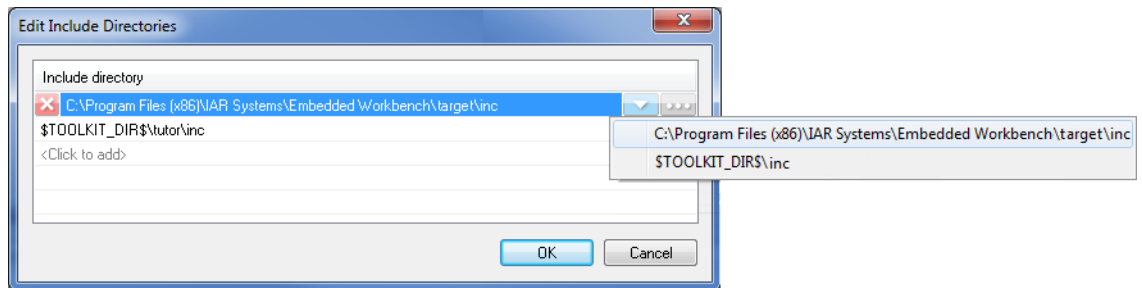 Edit Include Directories
Include directory
C:\Program Files (x86)\IAR Systems\Embedded Workbench\target\inc
$TOOLKIT_DIR$\tutor\inc
<Click to add>
C:\Program Files (x86)\IAR Systems\Embedded Workbench\target\inc
$TOOLKIT_DIR$\inc
OK
Cancel